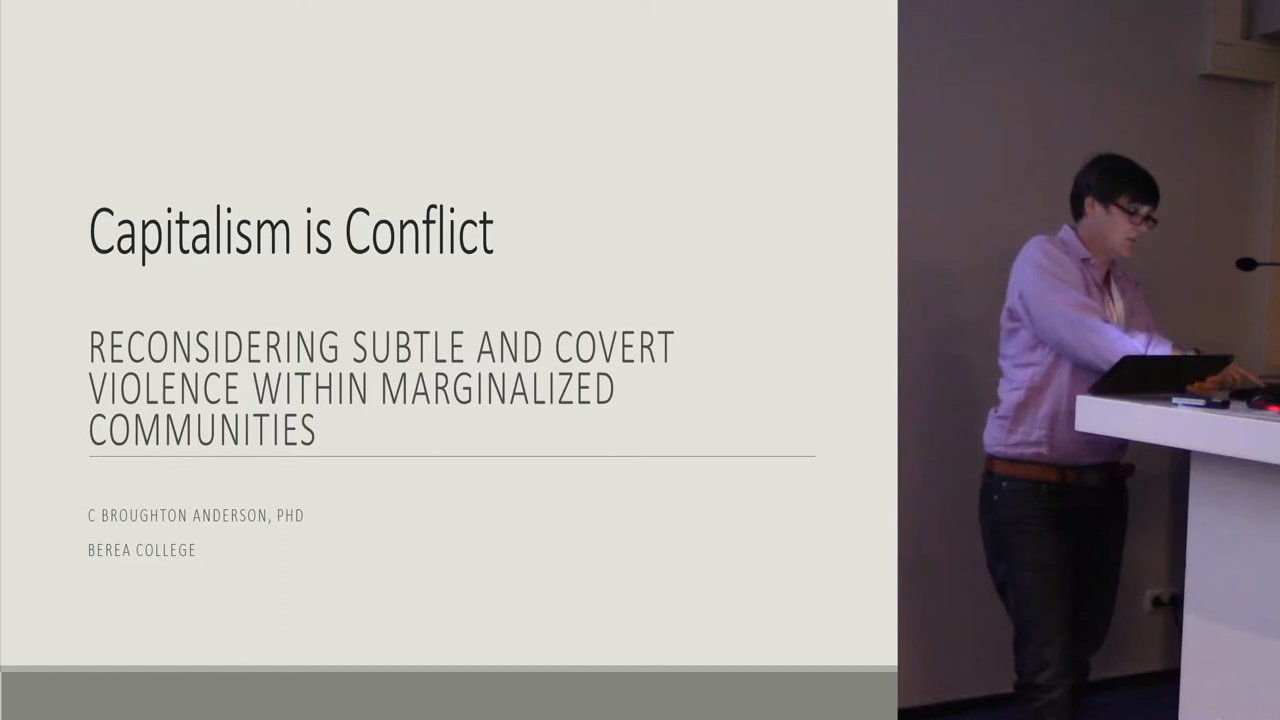 Capitalism is Conflict
RECONSIDERING SUBTLE AND COVERT
VIOLENCE WITHIN MARGINALIZED
COMMUNITIES
C BROUGHTON ANDERSON, PHD
BEREA COLLEGE